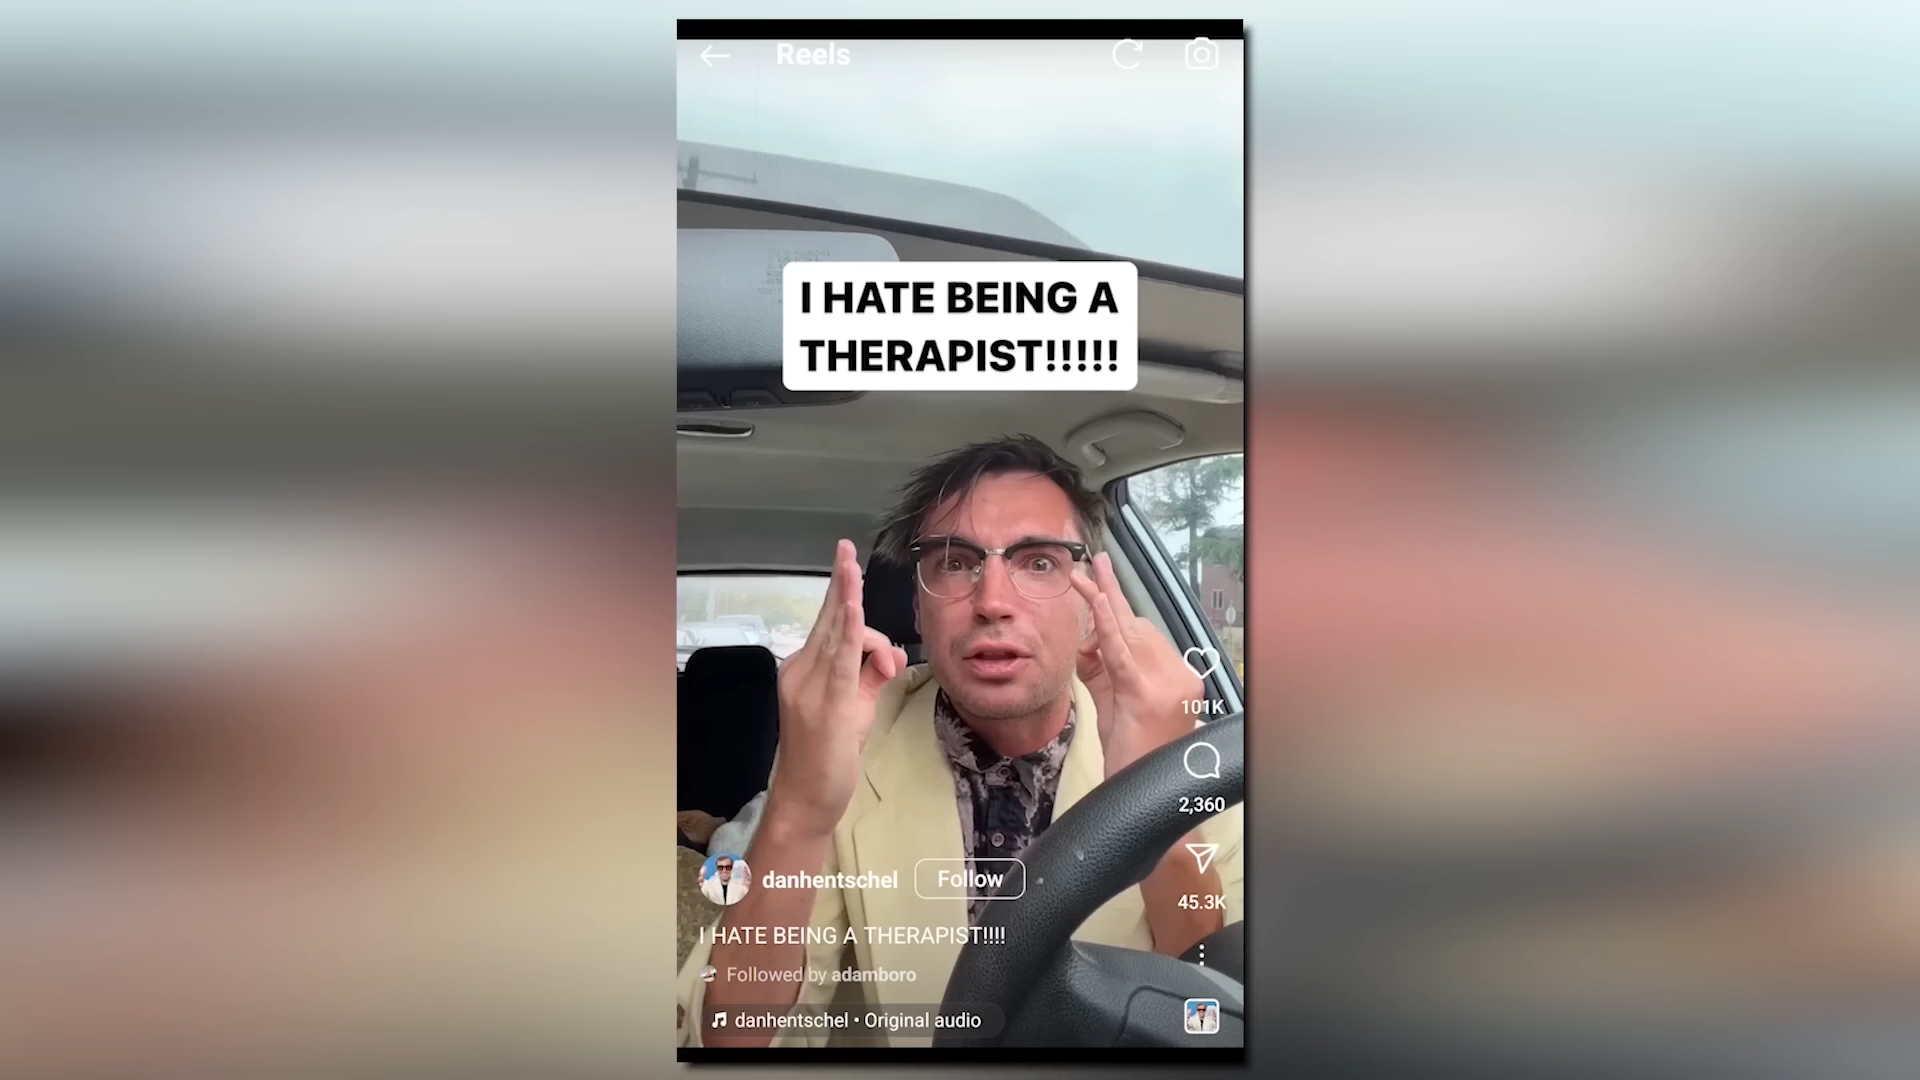 Reels
I HATE BEING A
THERAPIST!!!!!
101K
2,360
45.3K
danhentschel
Follow
I HATE BEING A THERAPIST!!!!
Followed by adamboro
danhentschel • Original audio